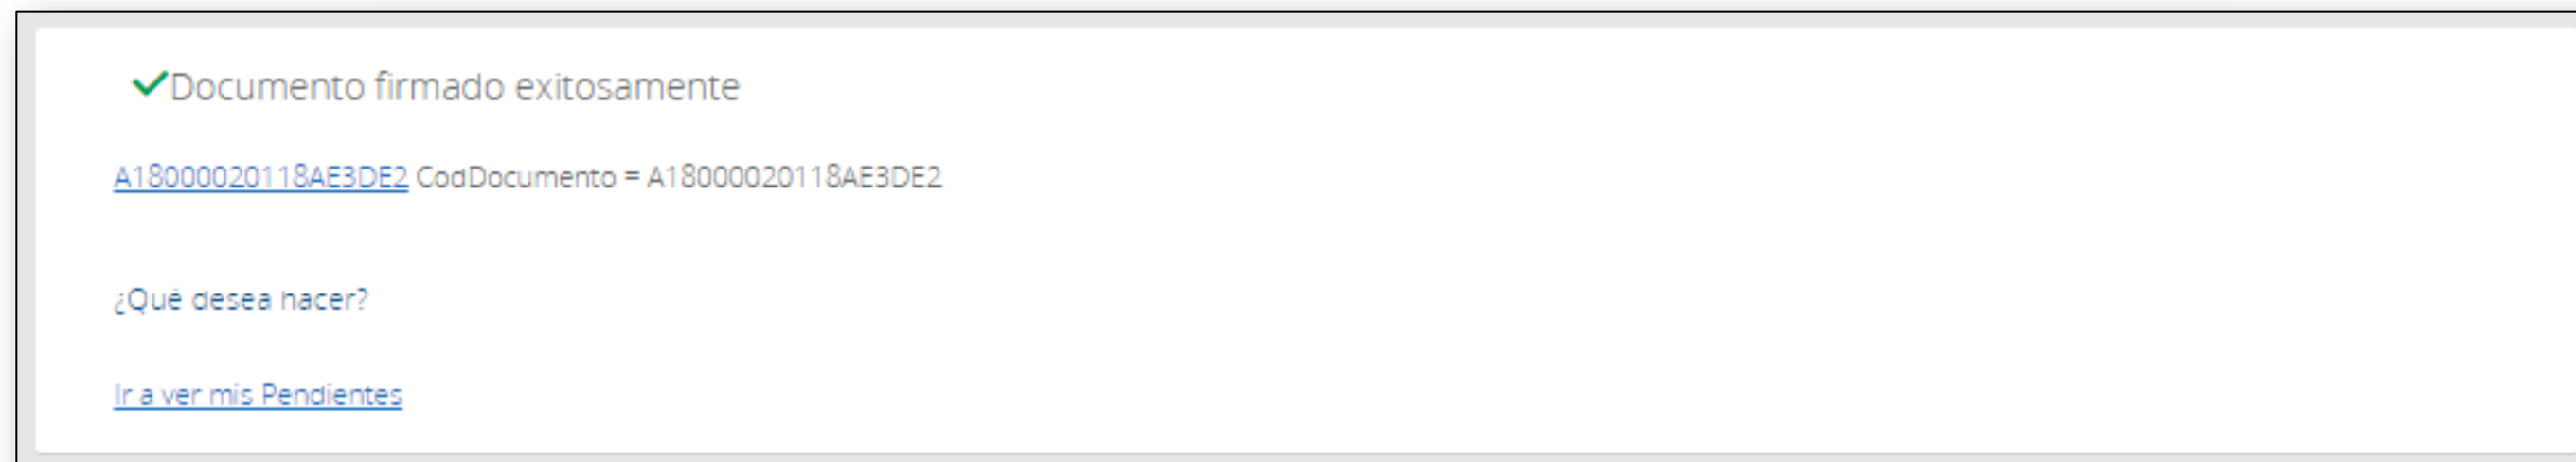 Documento firmado exitosamente
A18000020118AE3DE2 CodDocumento = A18000020118AE3DE2
¿Qué desea hacer?
Ir a ver mis Pendientes